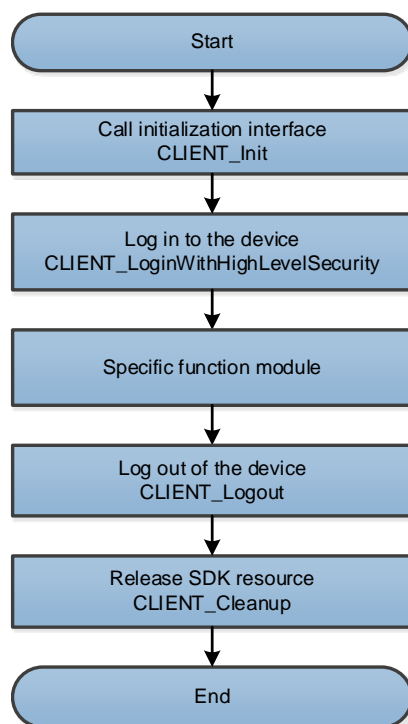 Start
Call initialization interface
CLIENT_Init
Log in to the device
CLIENT_LoginWithHighLevelSecurity
Specific function module
Log out of the device
CLIENT_Logout
Release SDK resource
CLIENT_Cleanup
End